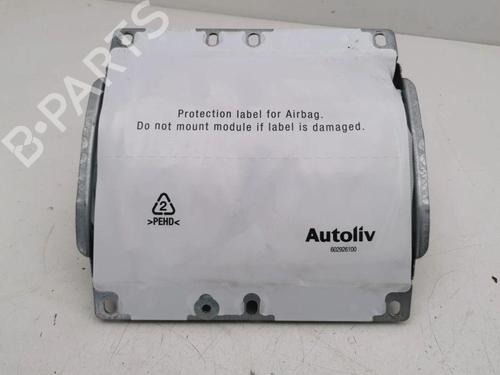 B-PARTS
Protection label for Airbag.
Do not mount module if label is damaged.
2
>PEHD<
Autoliv
602926100